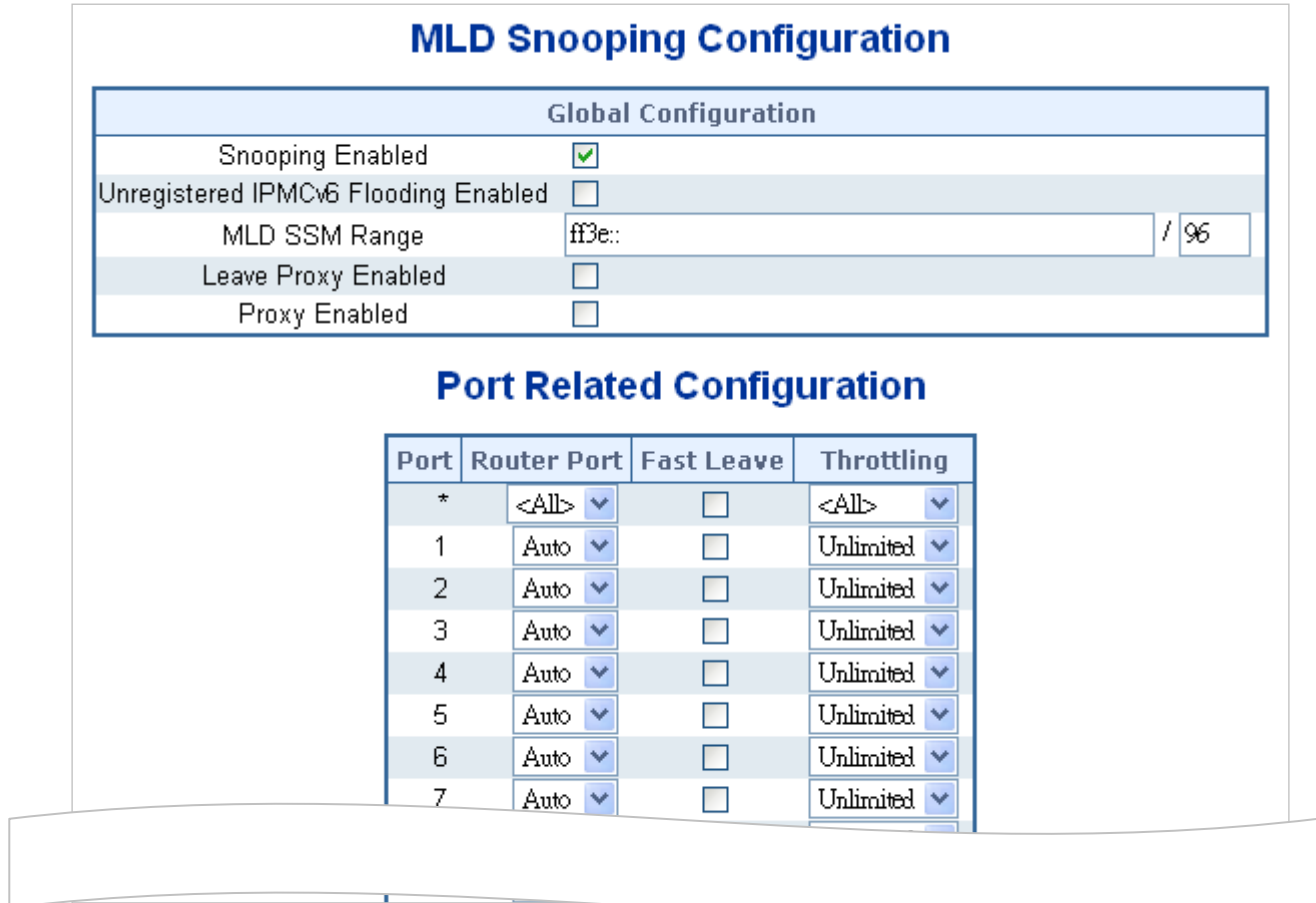 MLD Snooping Configuration
Global Configuration
Snooping Enabled
Unregistered IPMCv6 Flooding Enabled
MLD SSM Range ff3e:: / 96
Leave Proxy Enabled
Proxy Enabled
Port Related Configuration
Port Router Port Fast Leave Throttling
* <All> <All>
1 Auto Unlimited
2 Auto Unlimited
3 Auto Unlimited
4 Auto Unlimited
5 Auto Unlimited
6 Auto Unlimited
7 Auto Unlimited